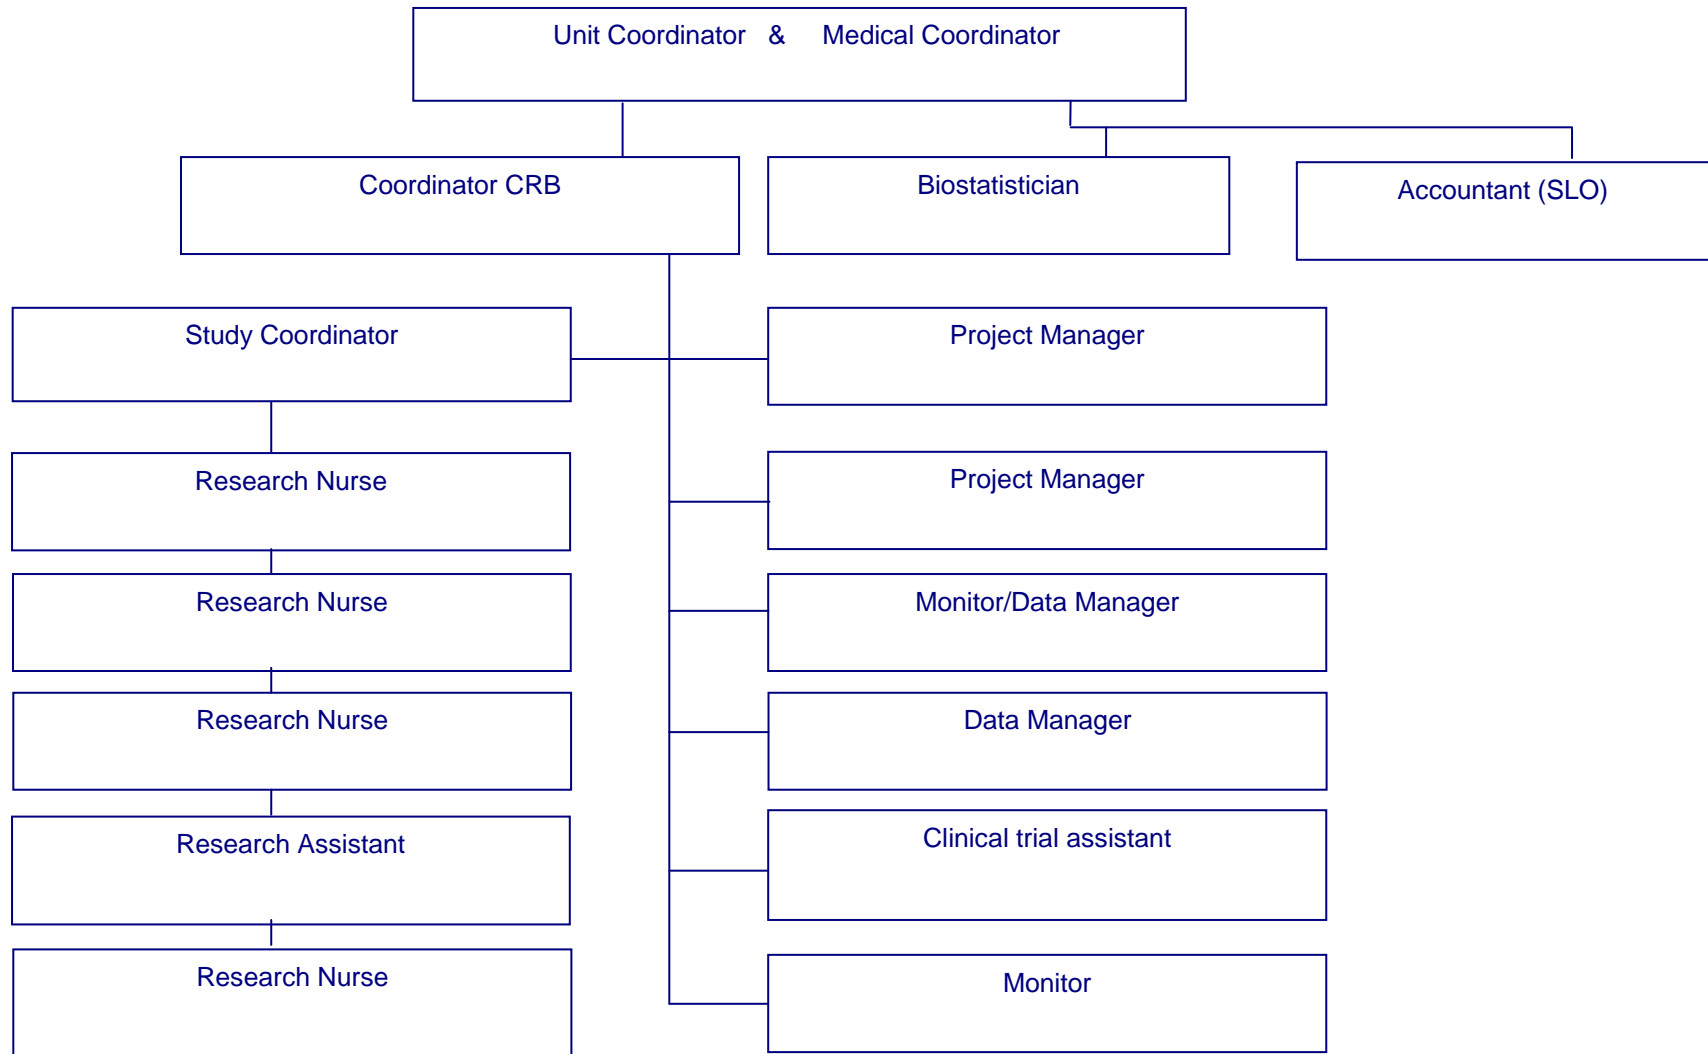 Unit Coordinator & Medical Coordinator
Coordinator CRB
Biostatistician
Accountant (SLO)
Study Coordinator
Project Manager
Research Nurse
Project Manager
Research Nurse
Monitor/Data Manager
Research Nurse
Data Manager
Research Assistant
Clinical trial assistant
Research Nurse
Monitor